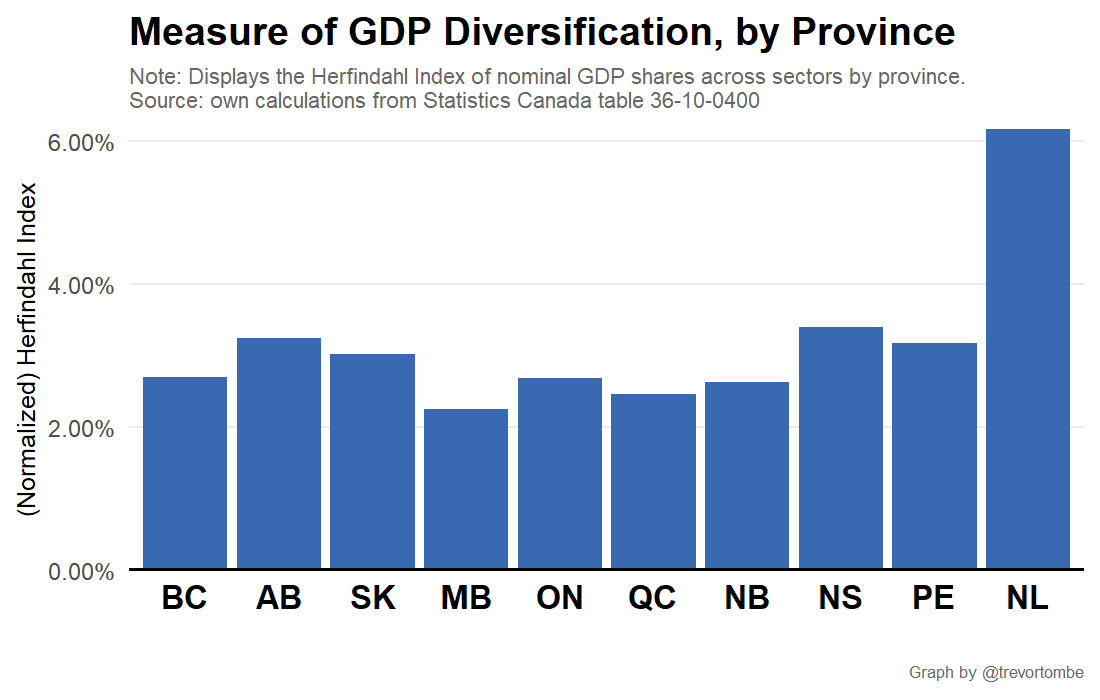 Measure of GDP Diversification, by Province
Note: Displays the Herfindahl Index of nominal GDP shares across sectors by province.
Source: own calculations from Statistics Canada table 36-10-0400
(Normalized) Herfindahl Index
6.00%
4.00%
2.00%
0.00%
BC AB SK MB ON QC NB NS PE NL
Graph by @trevortombe